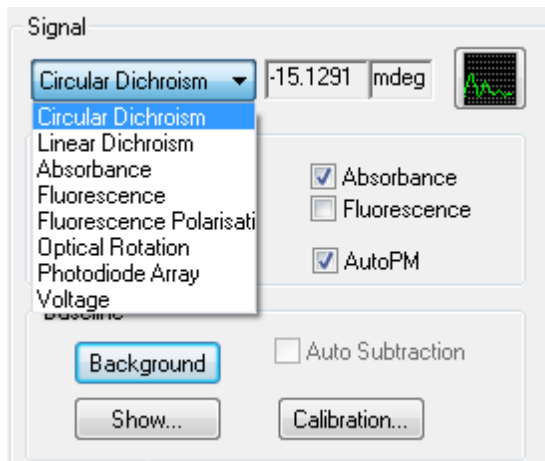 Signal
Circular Dichroism -15.1291 mdeg
Circular Dichroism
Linear Dichroism
Absorbance
Fluorescence
Fluorescence Polarisati
Optical Rotation
Photodiode Array
Voltage
Absorbance
Fluorescence
AutoPM
Baseline
Background Auto Subtraction
Show... Calibration...